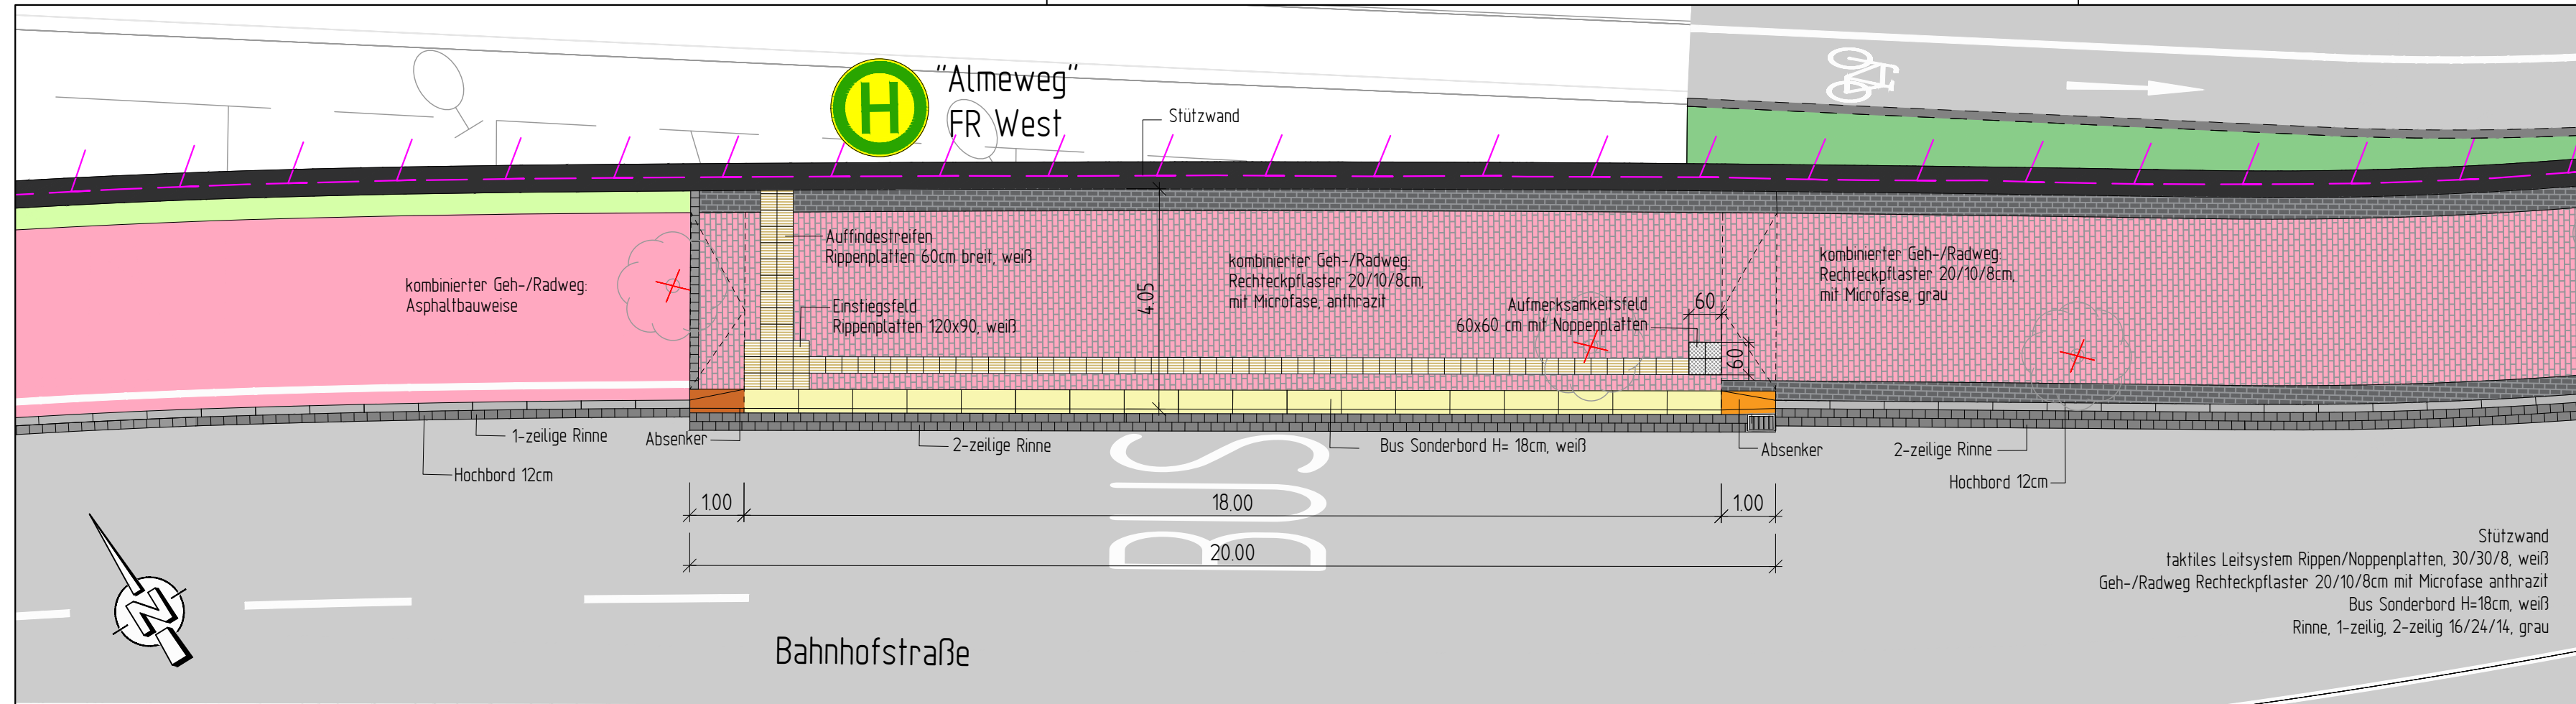 H
"Almeweg"
FR West
Stützwand
Auffindestreifen
Rippenplatten 60cm breit, weiß
Einstiegsfeld
Rippenplatten 120x90, weiß
kombinierter Geh-/Radweg:
Asphaltbauweise
4.05
kombinierter Geh-/Radweg:
Rechteckpflaster 20/10/8cm,
mit Microfase, anthrazit
Aufmerksamkeitsfeld
60x60 cm mit Noppenplatten
60
60
kombinierter Geh-/Radweg:
Rechteckpflaster 20/10/8cm,
mit Microfase, grau
1-zeilige Rinne
Hochbord 12cm
Absenker
2-zeilige Rinne
BUS
Bus Sonderbord H= 18cm, weiß
Absenker
2-zeilige Rinne
Hochbord 12cm
1.00
18.00
1.00
20.00
N
Bahnhofstraße
Stützwand
taktiles Leitsystem Rippen/Noppenplatten, 30/30/8, weiß
Geh-/Radweg Rechteckpflaster 20/10/8cm mit Microfase anthrazit
Bus Sonderbord H=18cm, weiß
Rinne, 1-zeilig, 2-zeilig 16/24/14, grau